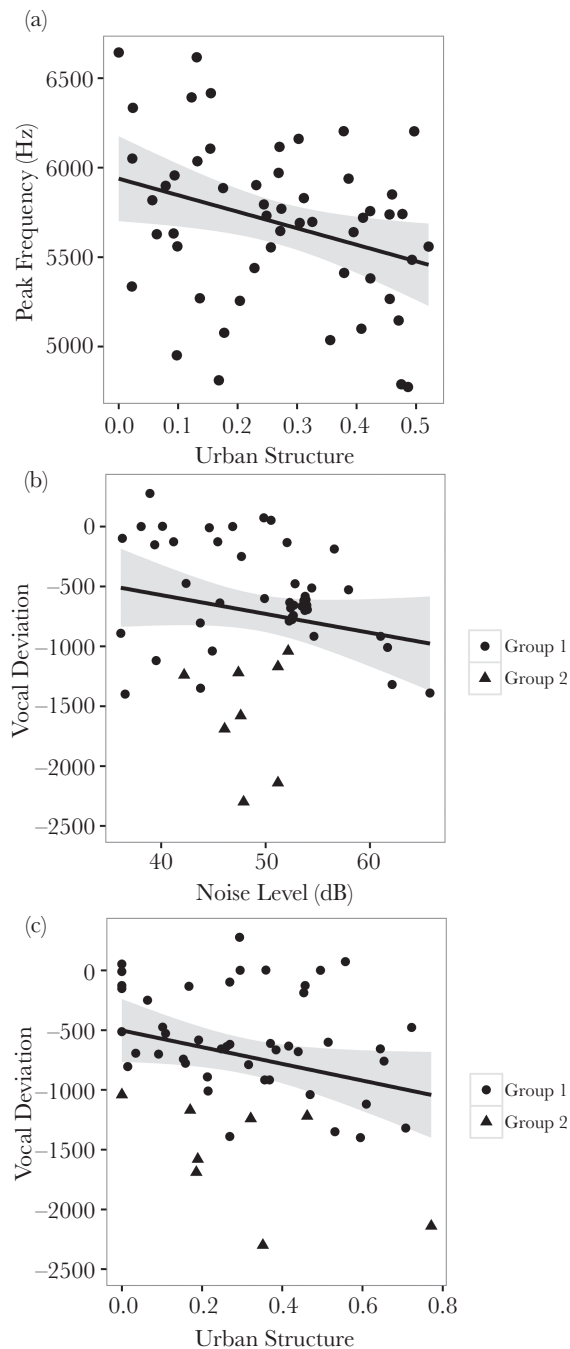 (a)
6500
6000
5500
5000
Peak Frequency (Hz)
0.0 0.1 0.2 0.3 0.4 0.5
Urban Structure
(b)
0
−500
−1000
−1500
−2000
−2500
Vocal Deviation
40 50 60
Noise Level (dB)
Group 1
Group 2
(c)
0
−500
−1000
−1500
−2000
−2500
Vocal Deviation
0.0 0.2 0.4 0.6 0.8
Urban Structure
Group 1
Group 2